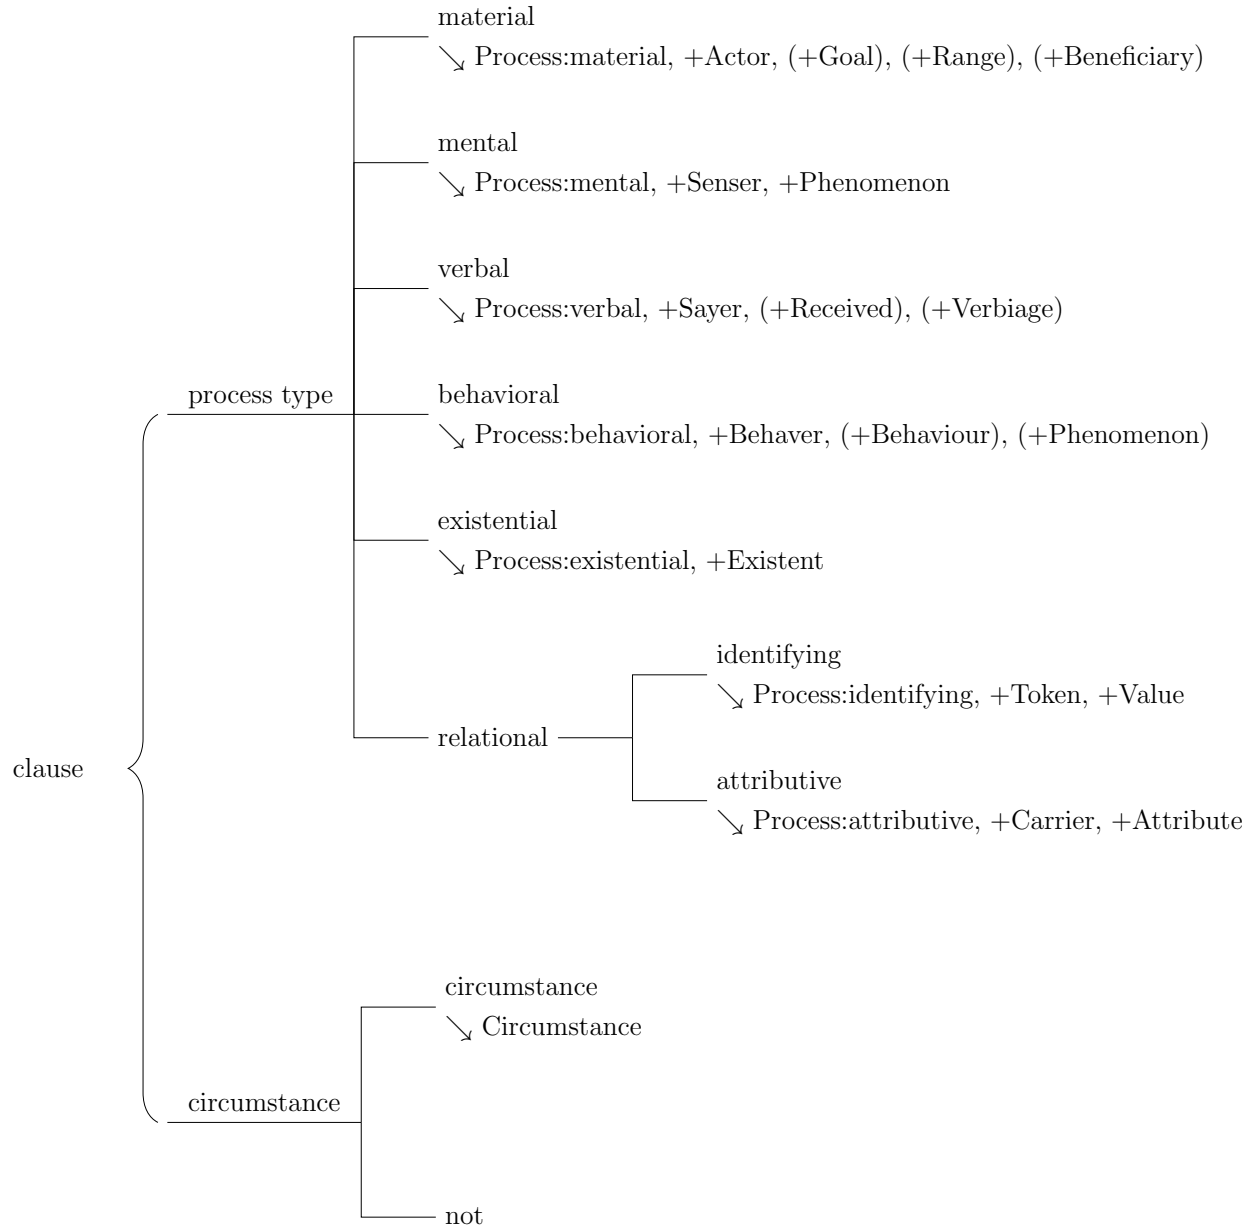 material
↘ Process:material, +Actor, (+Goal), (+Range), (+Beneficiary)
mental
↘ Process:mental, +Senser, +Phenomenon
verbal
↘ Process:verbal, +Sayer, (+Received), (+Verbiage)
process type
behavioral
↘ Process:behavioral, +Behaver, (+Behaviour), (+Phenomenon)
existential
↘ Process:existential, +Existent
identifying
↘ Process:identifying, +Token, +Value
relational
clause
attributive
↘ Process:attributive, +Carrier, +Attribute
circumstance
↘ Circumstance
circumstance
not